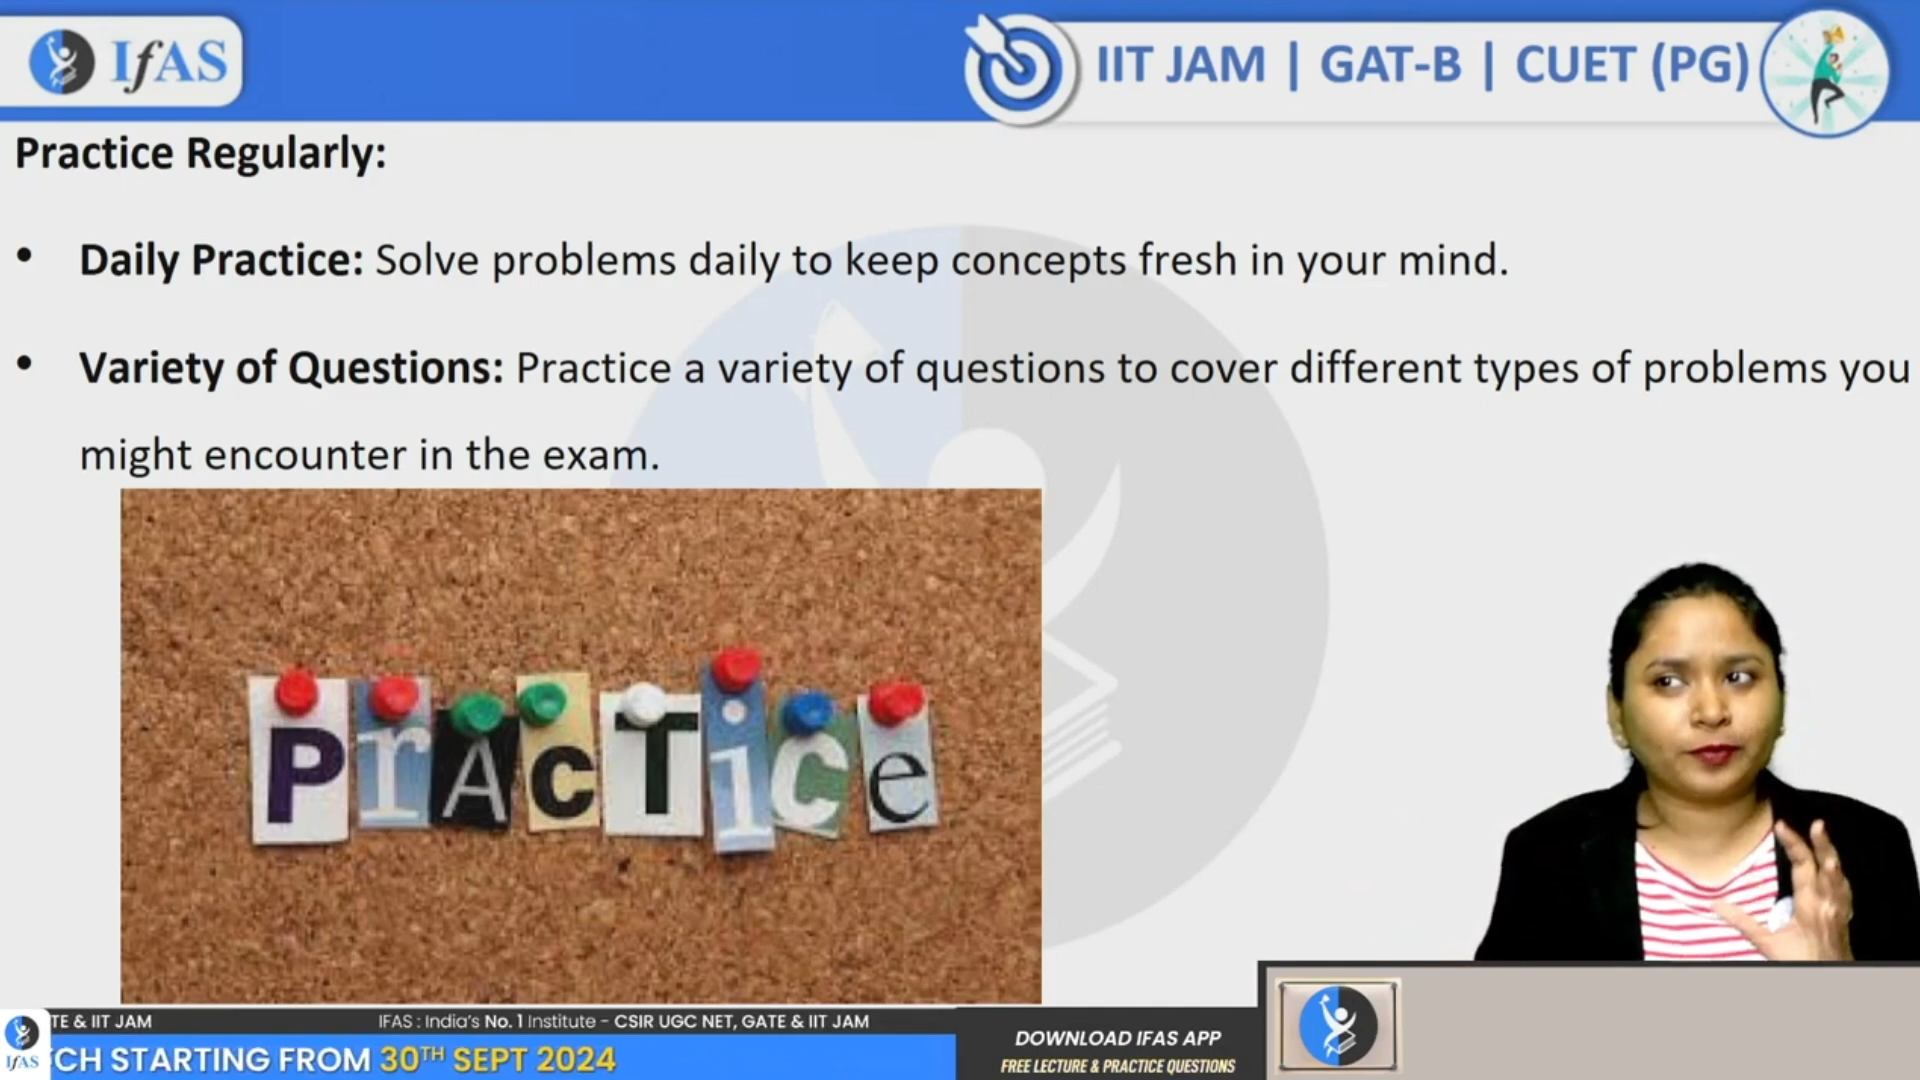 IfAS
IIT JAM | GAT-B | CUET (PG)
Practice Regularly:
• Daily Practice: Solve problems daily to keep concepts fresh in your mind.
• Variety of Questions: Practice a variety of questions to cover different types of problems you
might encounter in the exam.
PrAcTice
TE & IIT JAM
IFAS : India's No. 1 Institute – CSIR UGC NET, GATE & IIT JAM
IfAS
CH STARTING FROM 30TH SEPT 2024
DOWNLOAD IFAS APP
FREE LECTURE & PRACTICE QUESTIONS